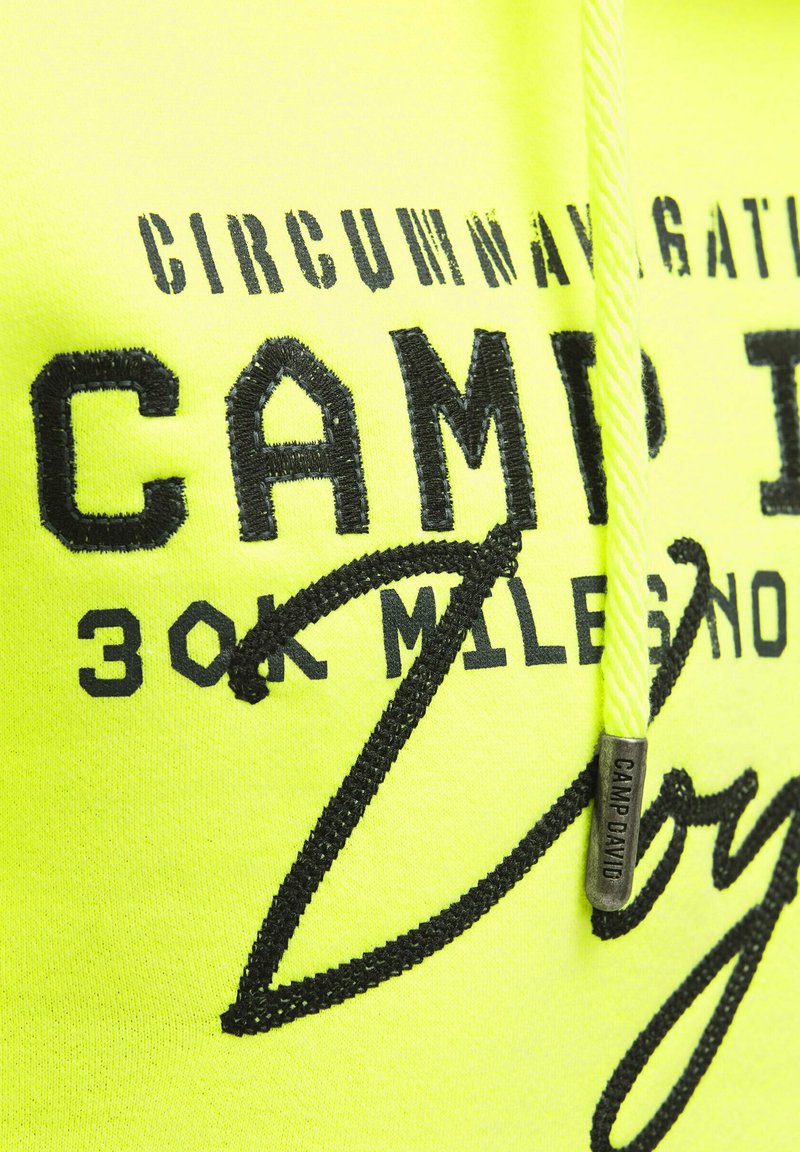 CIRCUMNAVIGATI
CAMP D
30K MILES NO
CAMP DAVID